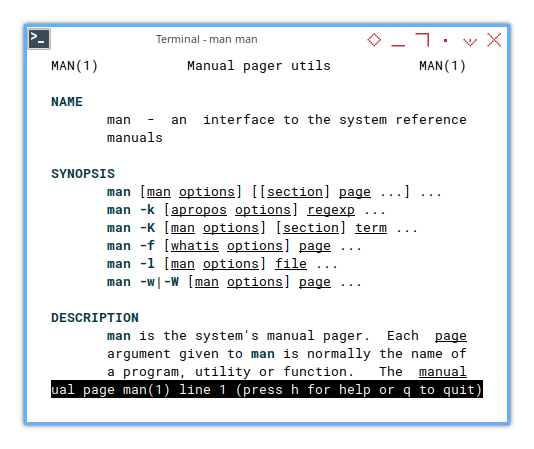 Terminal - man man
MAN(1) Manual pager utils MAN(1)
NAME
man - an interface to the system reference
manuals
SYNOPSIS
man [man options] [[section] page ...] ...
man -k [apropos options] regexp ...
man -K [man options] [section] term ...
man -f [whatis options] page ...
man -l [man options] file ...
man -w|-W [man options] page ...
DESCRIPTION
man is the system's manual pager. Each page
argument given to man is normally the name of
a program, utility or function. The manual
ual page man(1) line 1 (press h for help or q to quit)